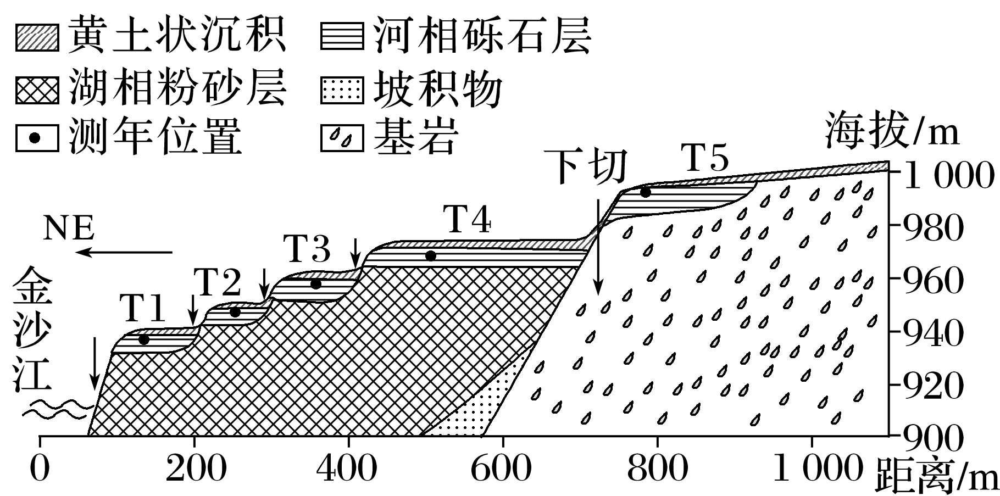 黄土状沉积 河相砾石层
湖相粉砂层 坡积物
测年位置 基岩
海拔/m
下切 T5
1 000
NE T4 980
T3
金沙江 T2 960
T1 940
920
900
0 200 400 600 800 1 000 距离/m